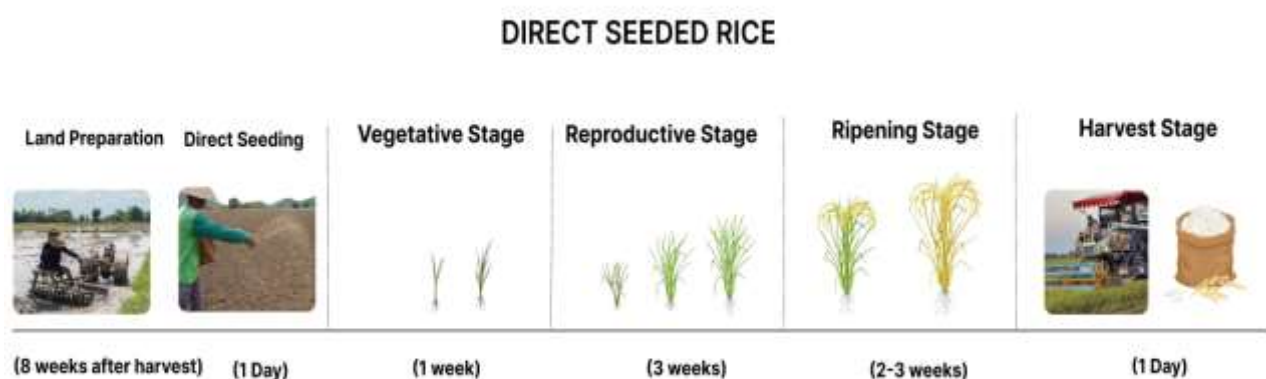 DIRECT SEEDED RICE
Land Preparation
Direct Seeding
Vegetative Stage
Reproductive Stage
Ripening Stage
Harvest Stage
(8 weeks after harvest)
(1 Day)
(1 week)
(3 weeks)
(2-3 weeks)
(1 Day)